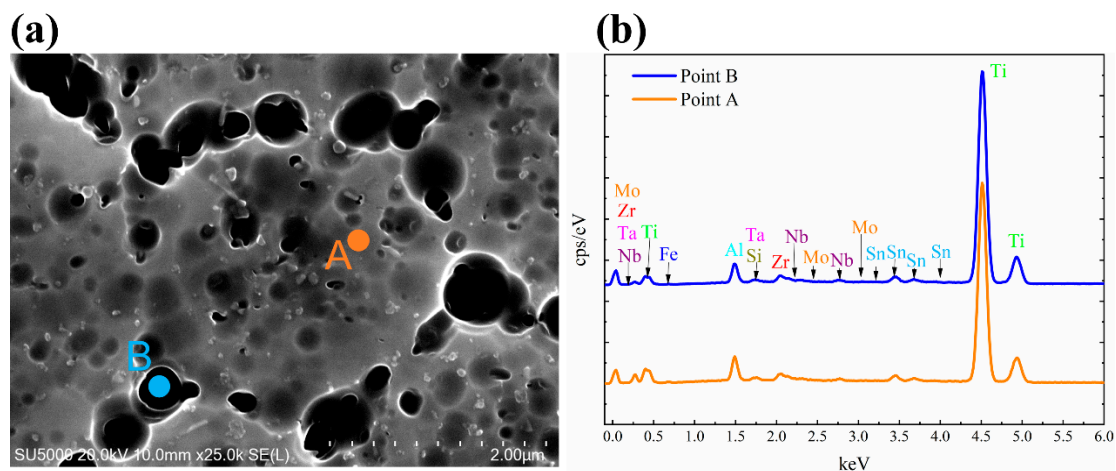 (a)
A
B
SU5000 20.0kV 10.0mm x25.0k SE(L)
2.00μm
(b)
cps/eV
Point B
Point A
Ti
Mo
Zr
Ta Ti
Nb
Fe
Al
Ta
Si
Zr
Nb
Mo
Nb
Mo
Sn
Sn
Sn
Sn
Ti
0.0 0.5 1.0 1.5 2.0 2.5 3.0 3.5 4.0 4.5 5.0 5.5 6.0
keV